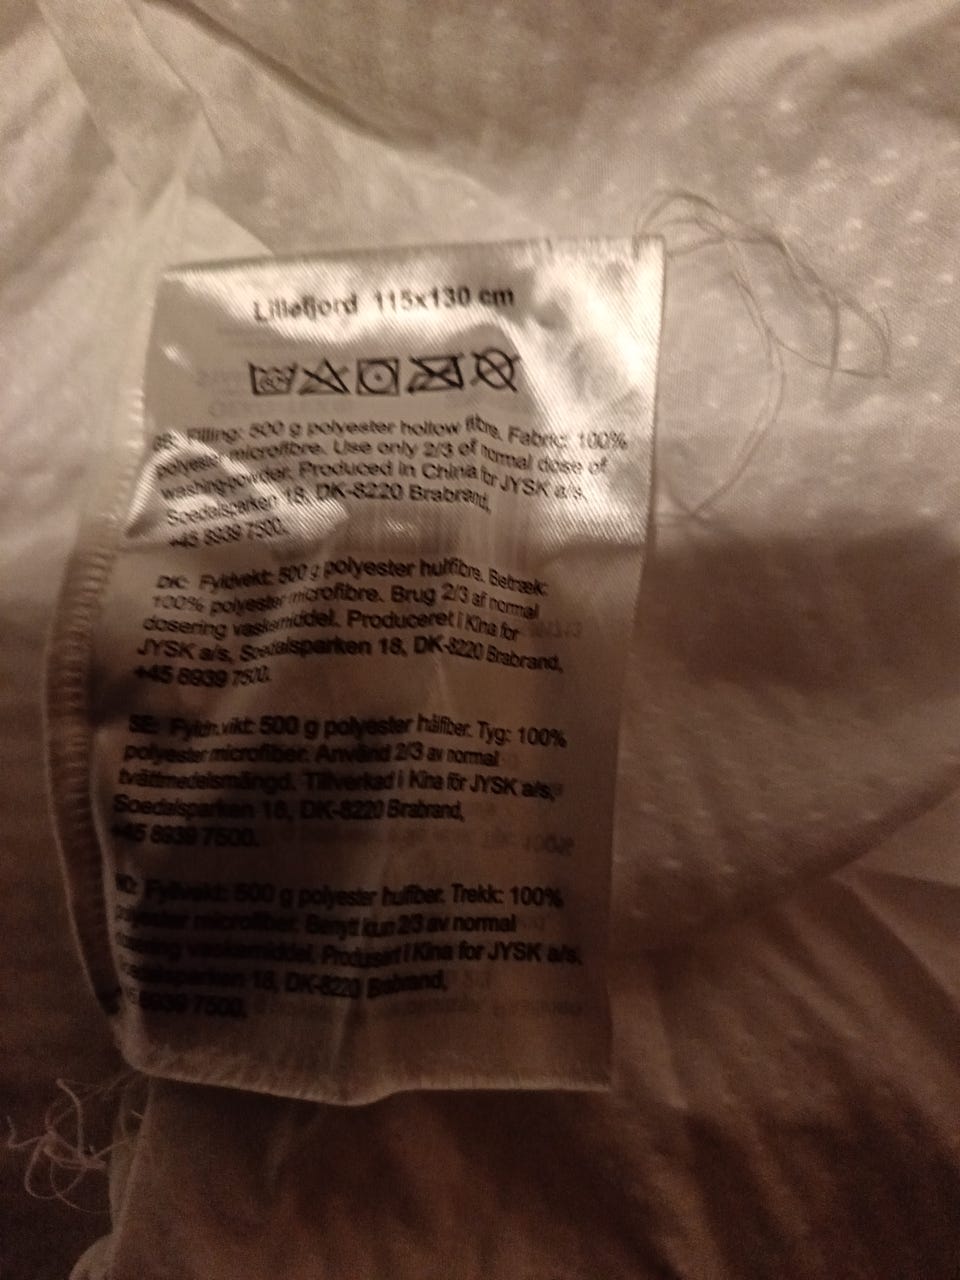 Lillefjord 115x130 cm
GB: Filling: 500 g polyester hollow fibre. Fabric: 100%
polyester microfibre. Use only 2/3 of normal dose of
washing-powder. Produced in China for JYSK a/s,
Soedalsparken 18, DK-8220 Brabrand,
+45 8939 7500.
DK: Fyldvekt: 500 g polyester hulfibre. Betræk:
100% polyester microfibre. Brug 2/3 af normal
dosering vaskemiddel. Produceret i Kina for
JYSK a/s, Soedalsparken 18, DK-8220 Brabrand,
+45 8939 7500.
SE: Fyldn.vikt: 500 g polyester hålfiber. Tyg: 100%
polyester microfiber. Använd 2/3 av normal
tvättmedelsmängd. Tillverkad i Kina för JYSK a/s,
Soedalsparken 18, DK-8220 Brabrand,
+45 8939 7500.
NO: Fyllvekt: 500 g polyester hulfiber. Trekk: 100%
polyester microfiber. Benytt kun 2/3 av normal
dosering vaskemiddel. Produsert i Kina for JYSK a/s,
Soedalsparken 18, DK-8220 Brabrand,
+45 8939 7500.